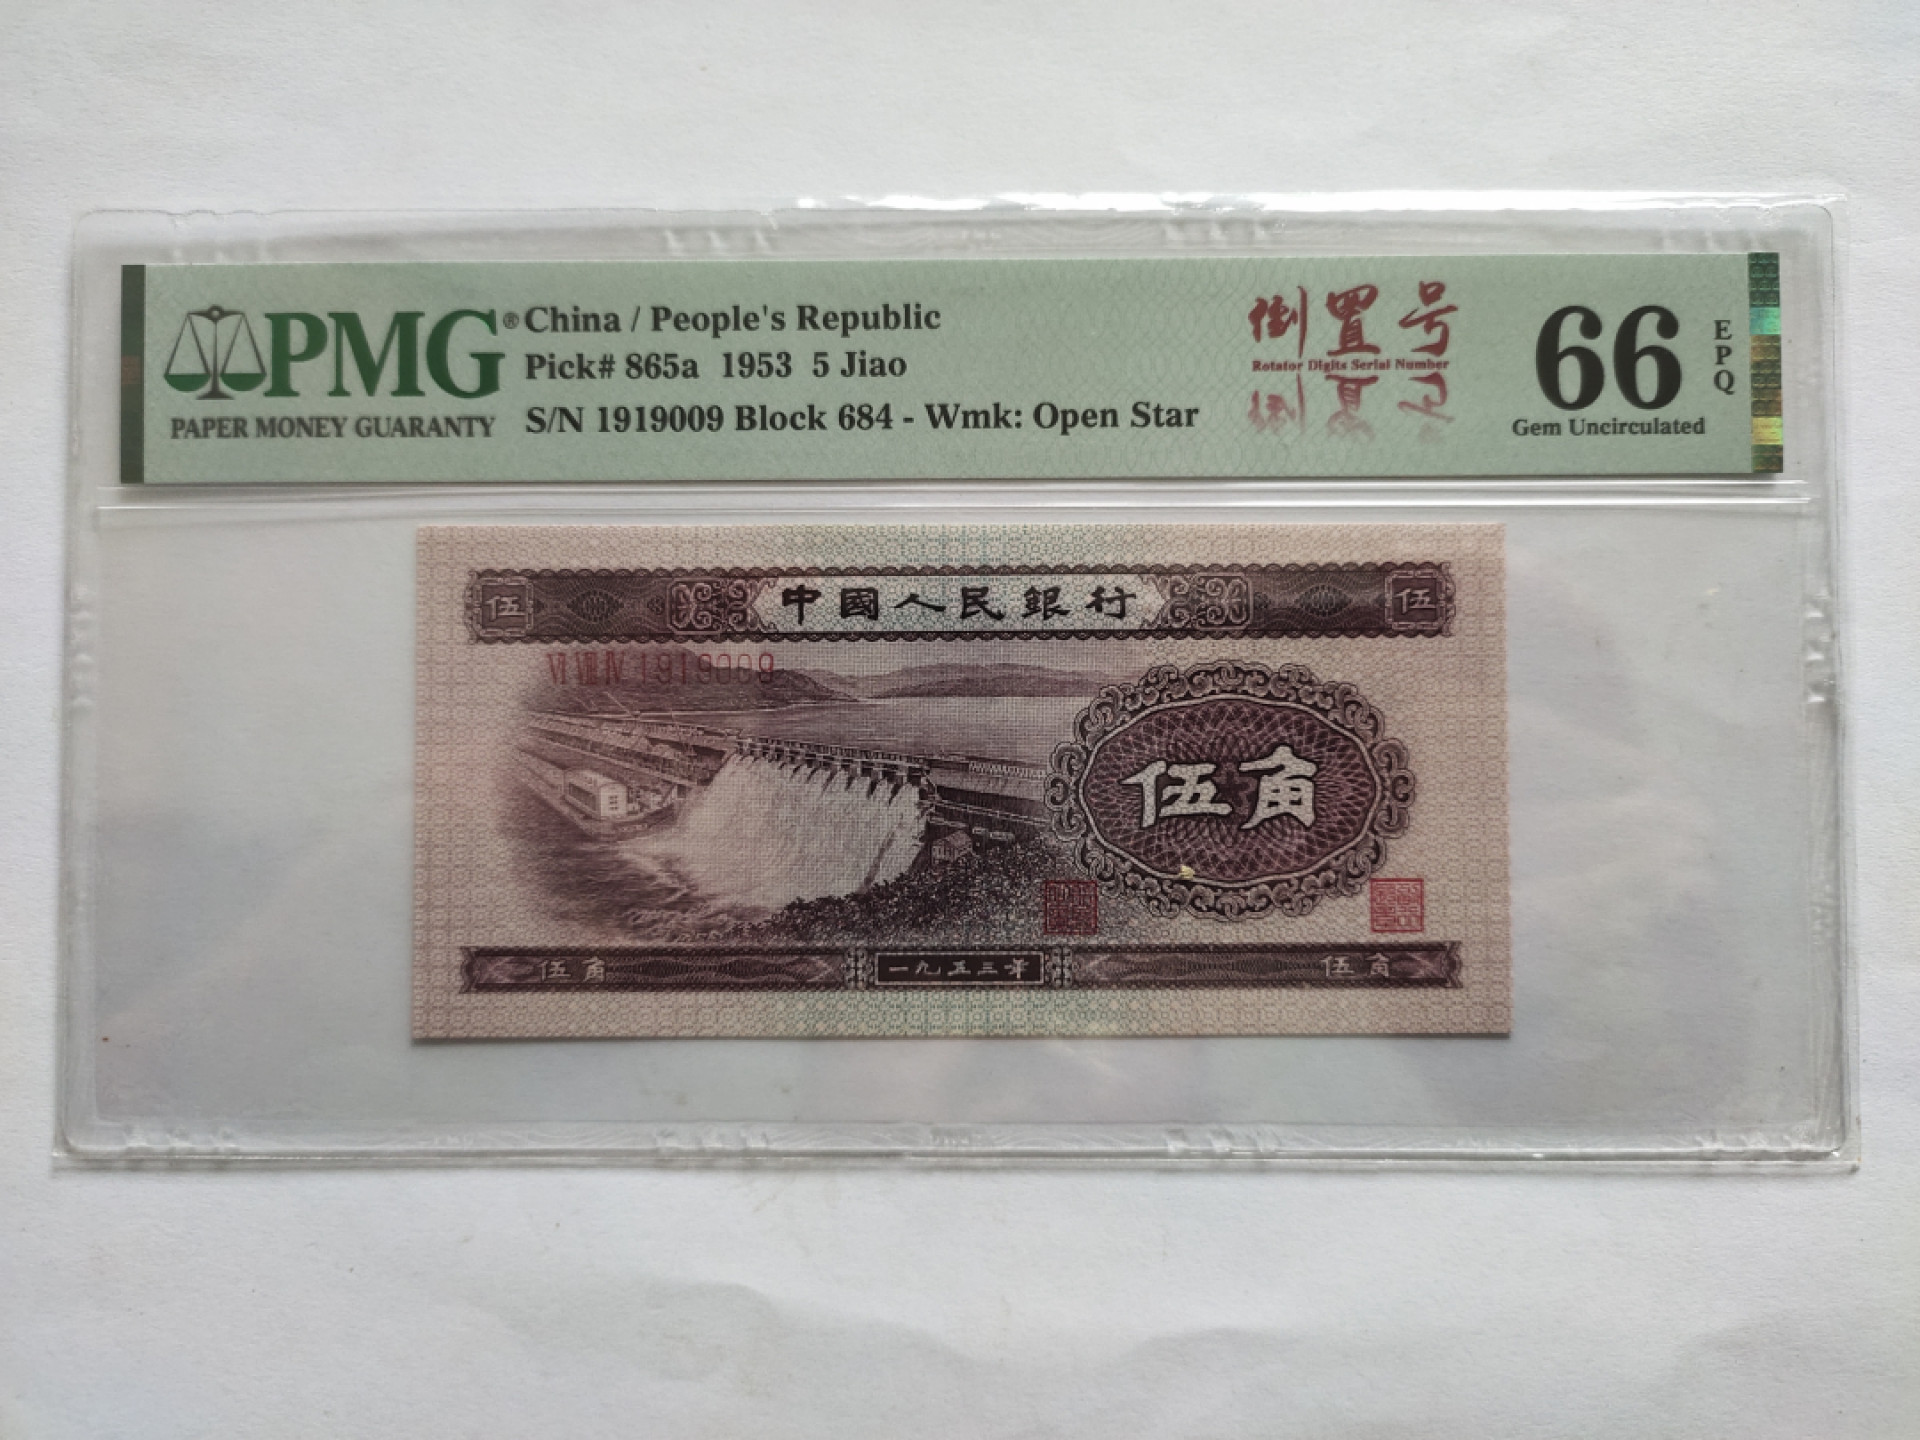 PMG® China / People's Republic
Pick# 865a 1953 5 Jiao
PAPER MONEY GUARANTY
S/N 1919009 Block 684 - Wmk: Open Star
倒置号
Rotator Digits Serial Number
倒置号
66
EPQ
Gem Uncirculated
伍 中國人民銀行 伍
VI VIII IV 1919009
伍角
伍角 一九五三年 伍角